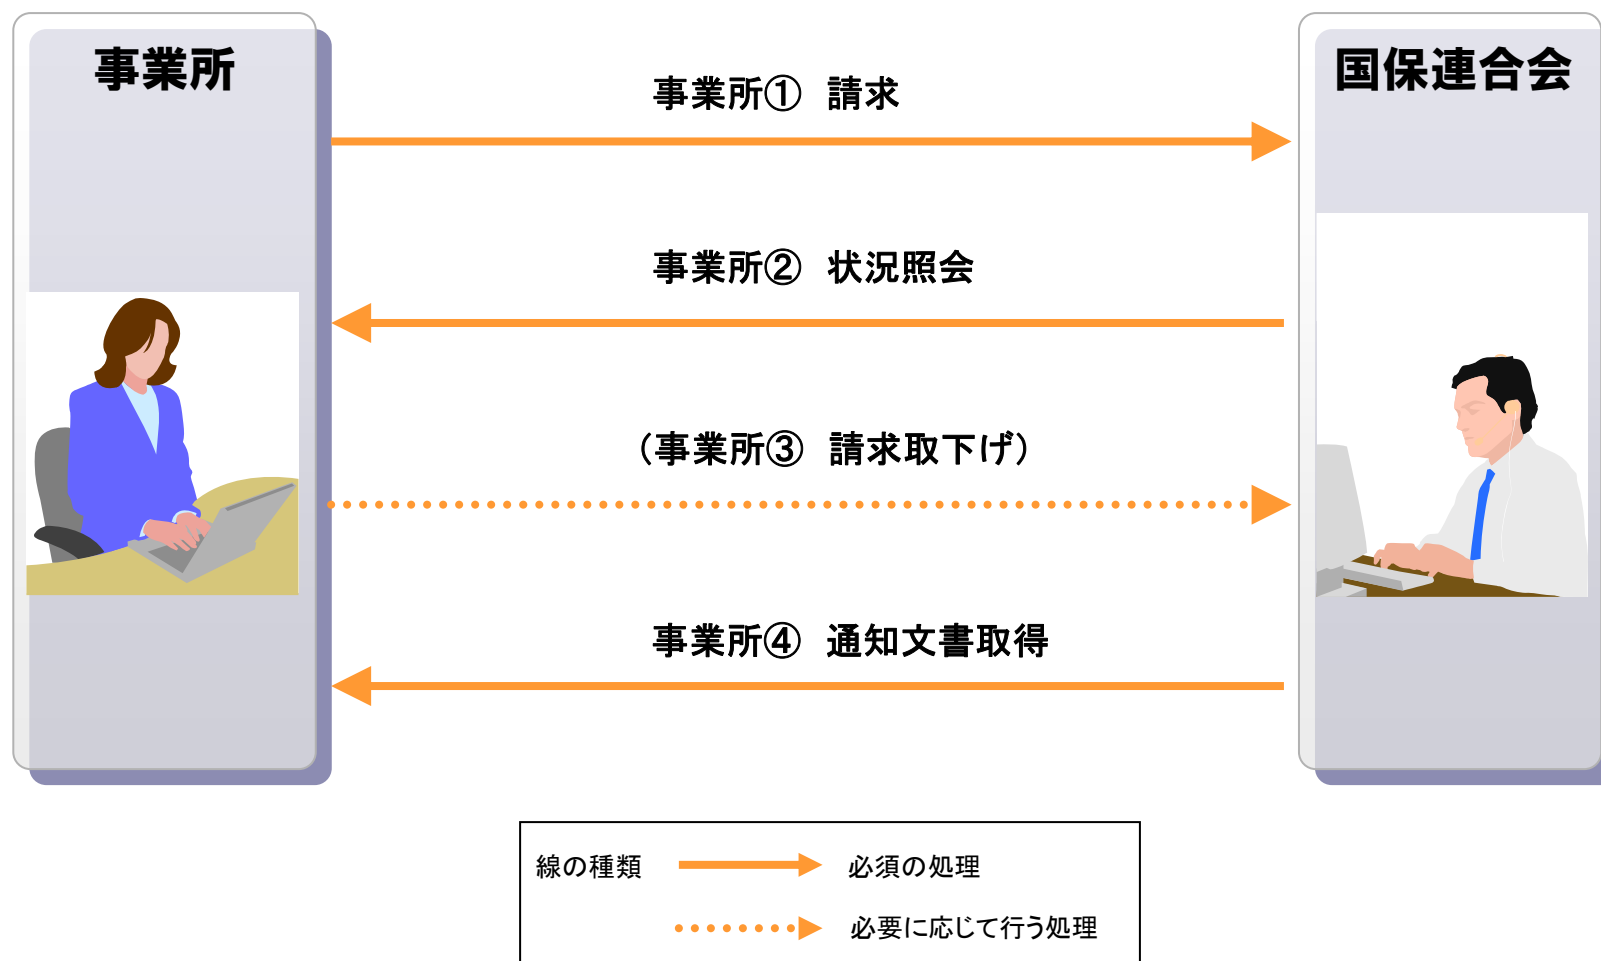 事業所
国保連合会
事業所① 請求
事業所② 状況照会
（事業所③ 請求取下げ）
事業所④ 通知文書取得
線の種類 必須の処理
必要に応じて行う処理